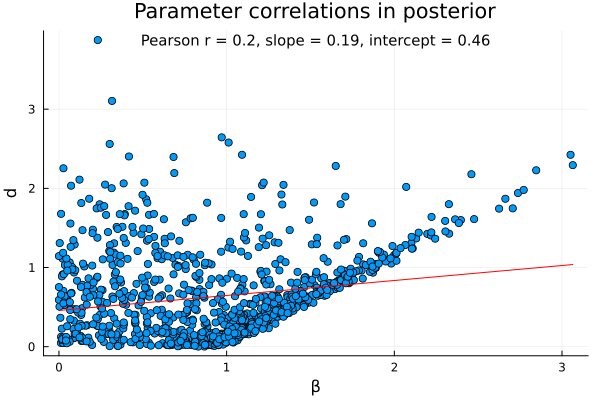 Parameter correlations in posterior
Pearson r = 0.2, slope = 0.19, intercept = 0.46
3
2
1
0
d
0 1 2 3
β